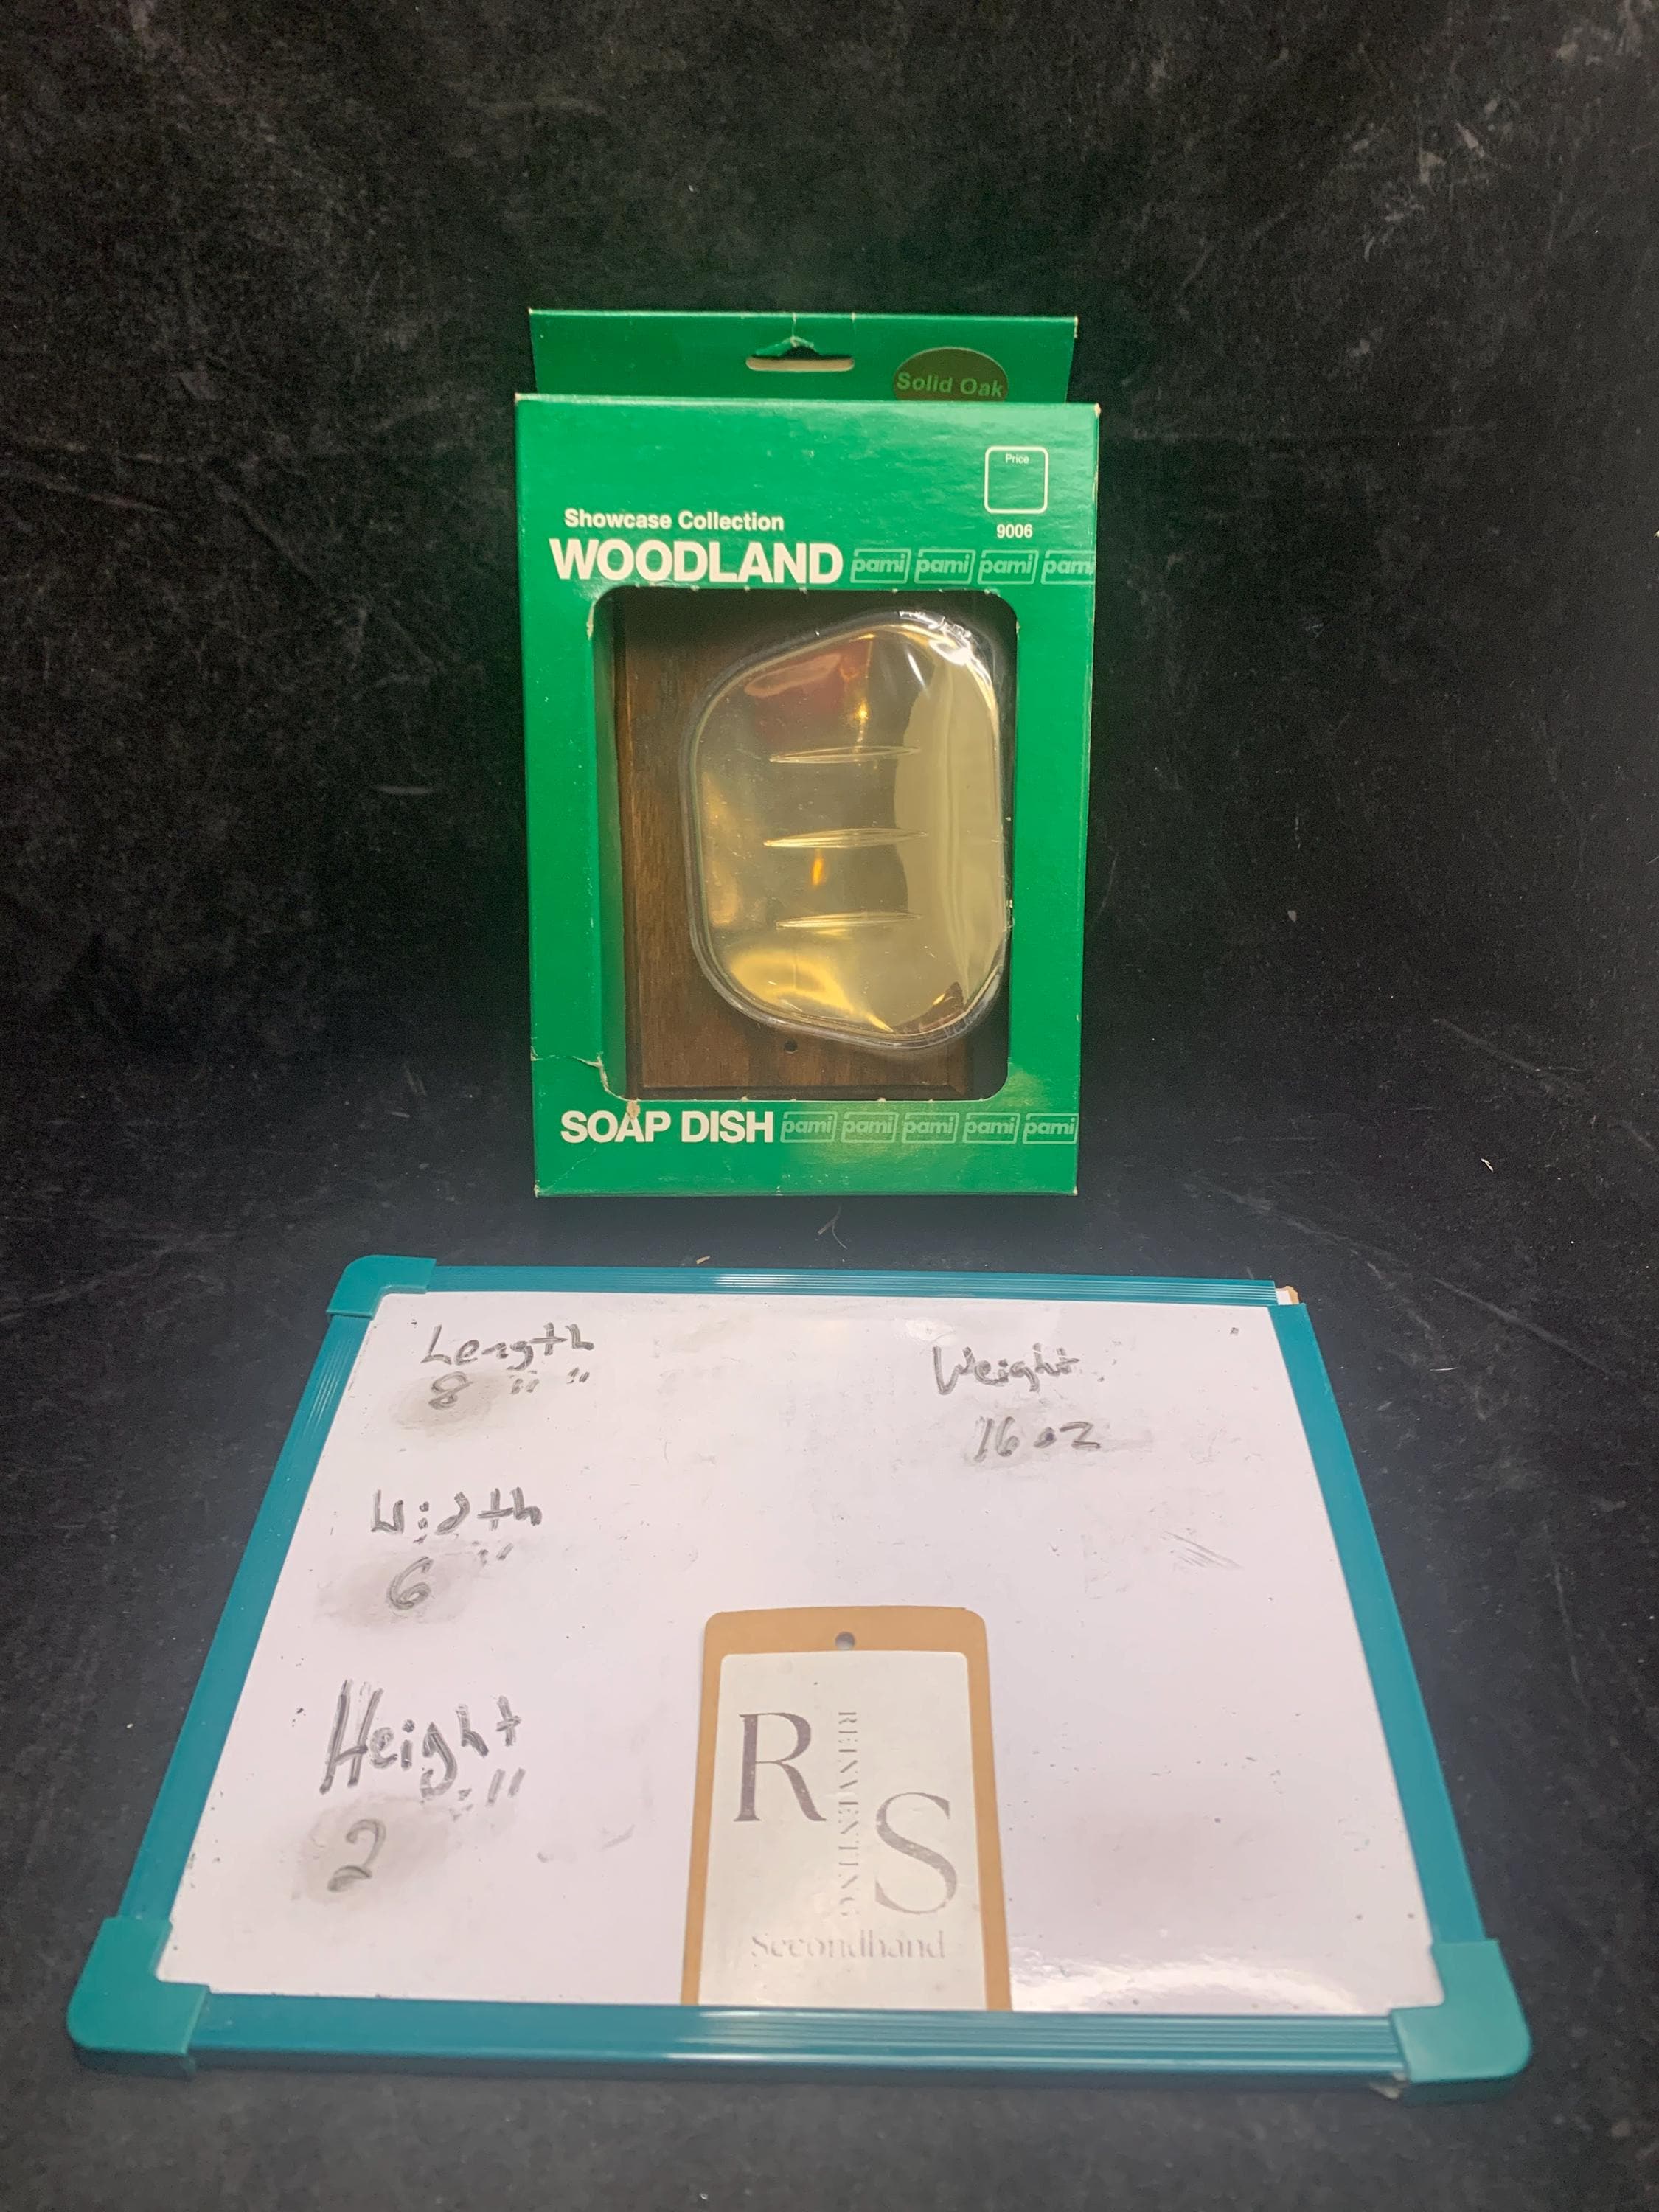 Solid Oak
Price
9006
Showcase Collection
WOODLAND pami pami pami pam
SOAP DISH pami pami pami pami pami
Length
8 " "
Weight
16 oz
Width "
6
Height "
2
R
REINVENTING
S
Secondhand